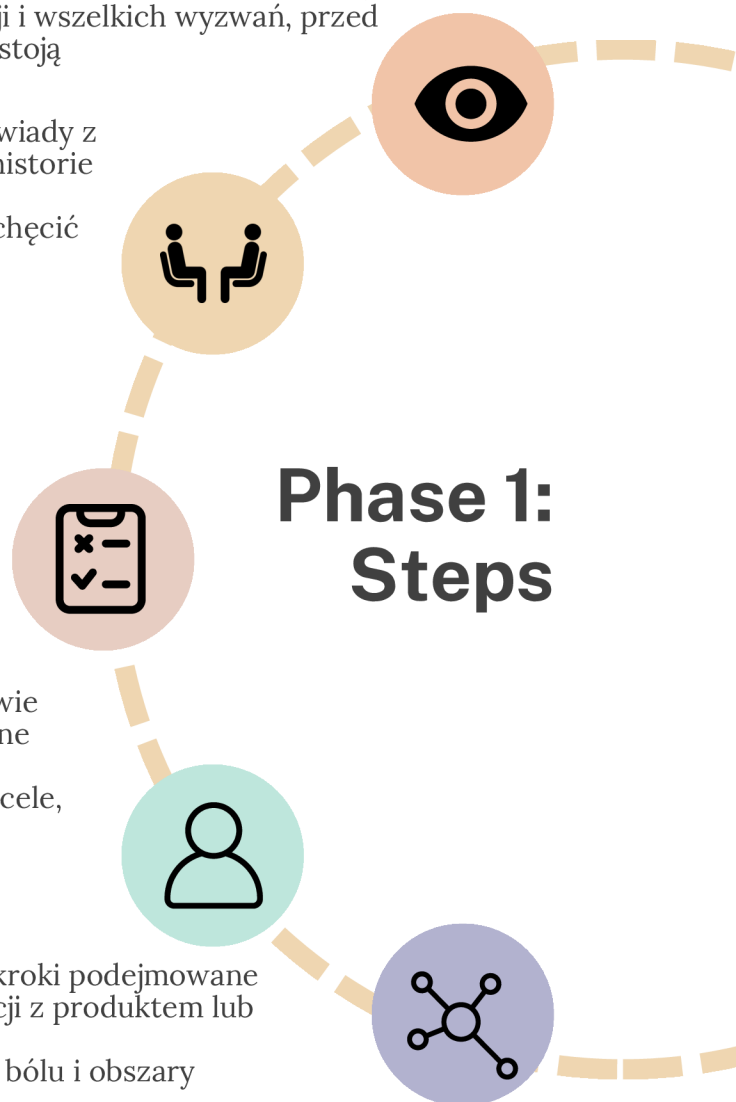 ji i wszelkich wyzwań, przed
stoją
wiady z
historie
chęcić
Phase 1:
Steps
wie
ne
cele,
kroki podejmowane
cji z produktem lub
bólu i obszary